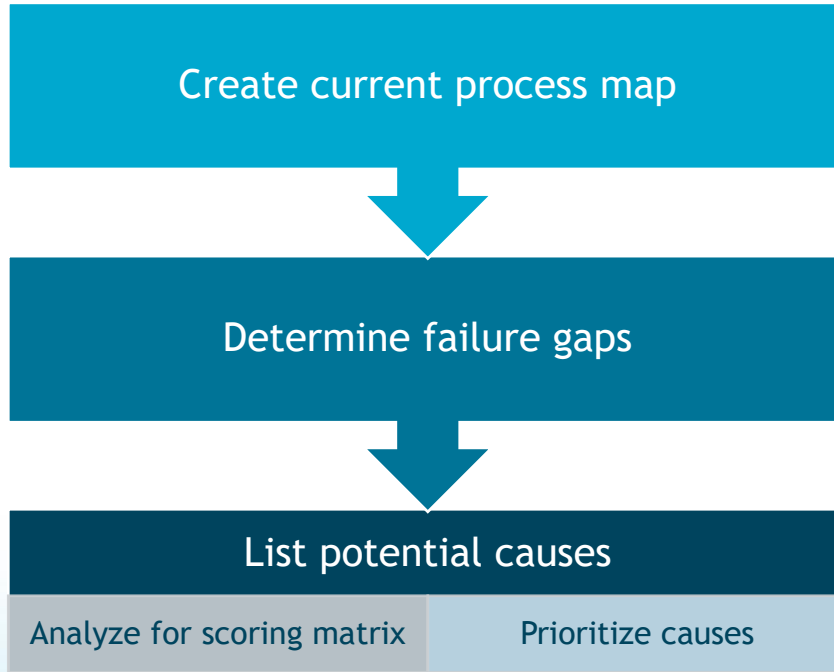 Create current process map
Determine failure gaps
List potential causes
Analyze for scoring matrix
Prioritize causes